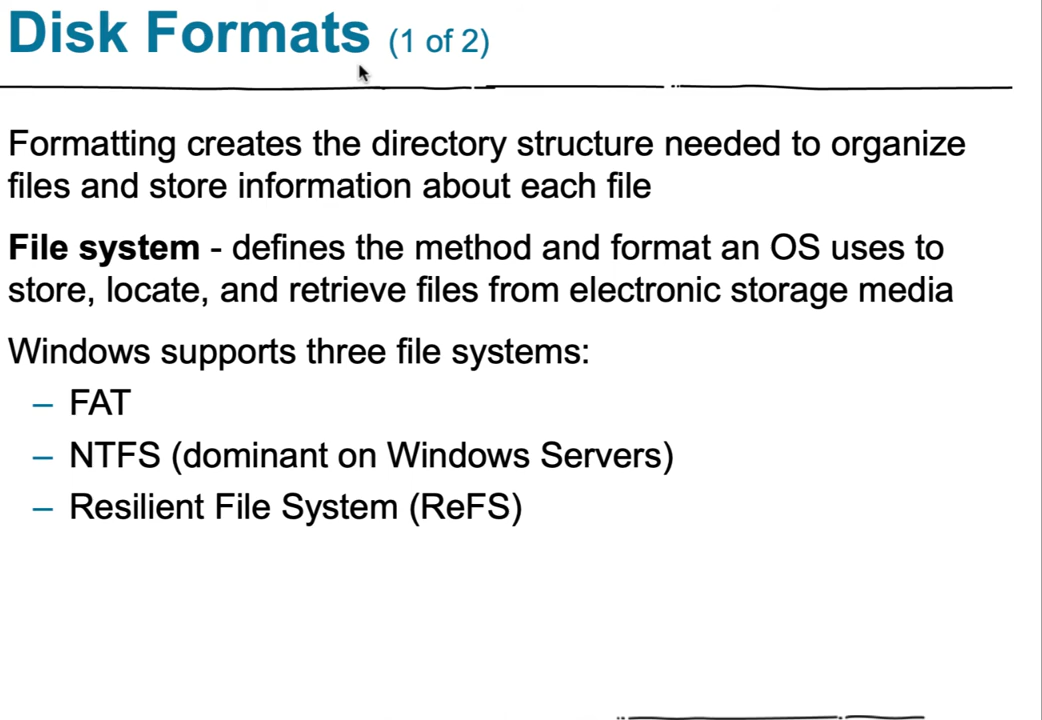 Disk Formats (1 of 2)
Formatting creates the directory structure needed to organize
files and store information about each file
File system - defines the method and format an OS uses to
store, locate, and retrieve files from electronic storage media
Windows supports three file systems:
– FAT
– NTFS (dominant on Windows Servers)
– Resilient File System (ReFS)